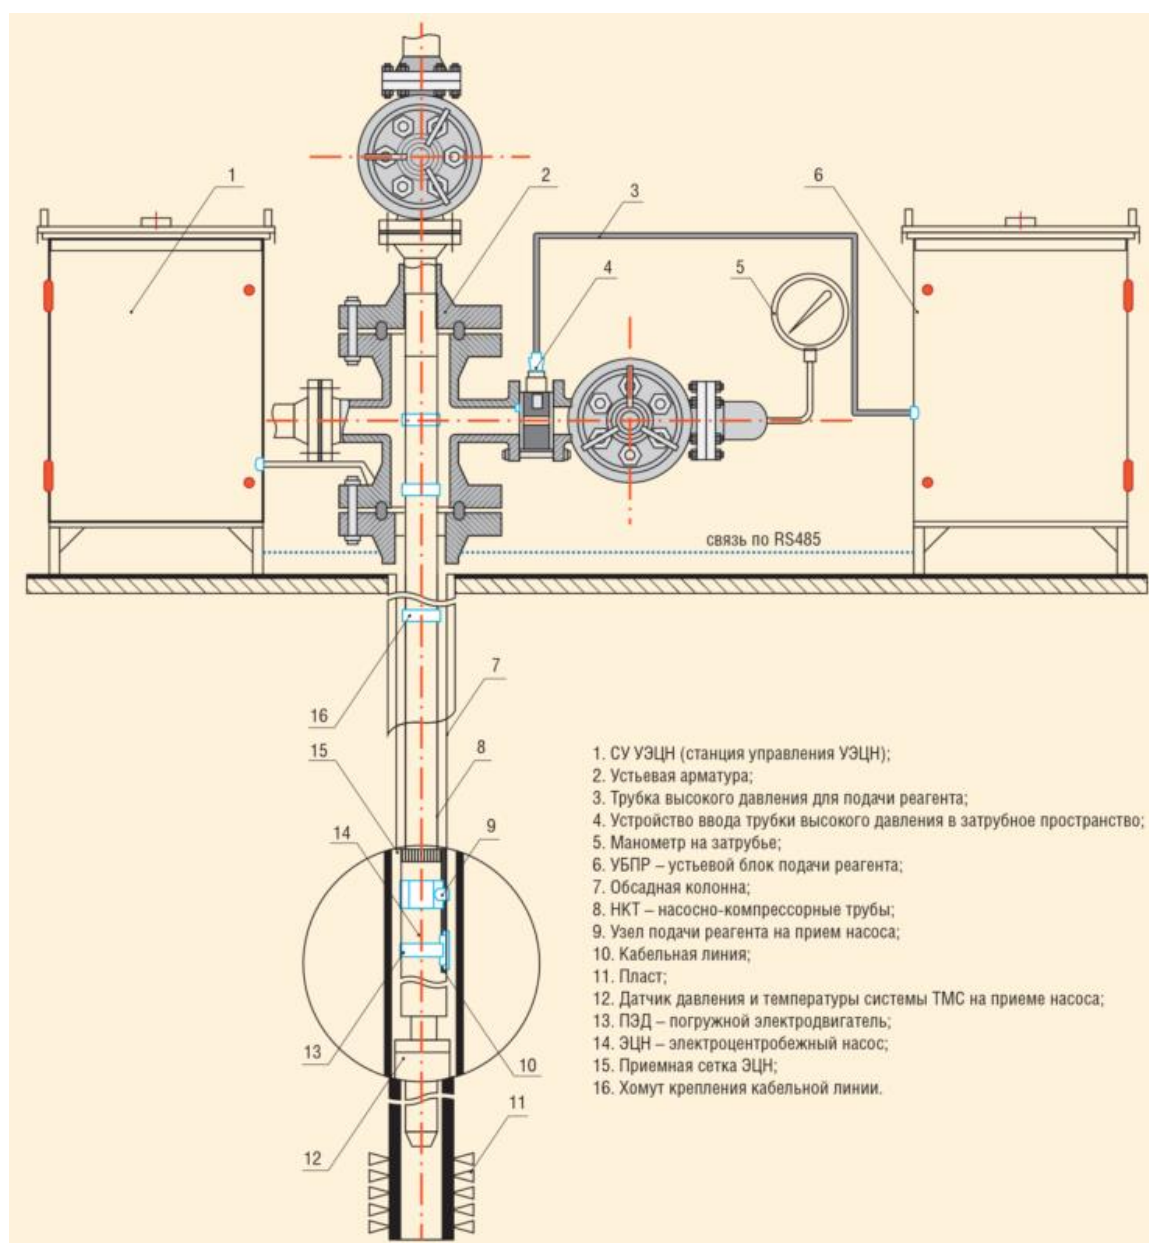 1
2
3
6
4
5
связь по RS485
7
16
15
8
14
9
13
10
11
12
1. СУ УЭЦН (станция управления УЭЦН);
2. Устьевая арматура;
3. Трубка высокого давления для подачи реагента;
4. Устройство ввода трубки высокого давления в затрубное пространство;
5. Манометр на затрубье;
6. УБПР – устьевой блок подачи реагента;
7. Обсадная колонна;
8. НКТ – насосно-компрессорные трубы;
9. Узел подачи реагента на прием насоса;
10. Кабельная линия;
11. Пласт;
12. Датчик давления и температуры системы ТМС на приеме насоса;
13. ПЭД – погружной электродвигатель;
14. ЭЦН – электроцентробежный насос;
15. Приемная сетка ЭЦН;
16. Хомут крепления кабельной линии.